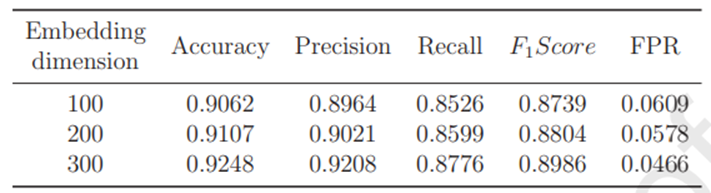 Embedding dimension Accuracy Precision Recall F₁Score FPR
100 0.9062 0.8964 0.8526 0.8739 0.0609
200 0.9107 0.9021 0.8599 0.8804 0.0578
300 0.9248 0.9208 0.8776 0.8986 0.0466